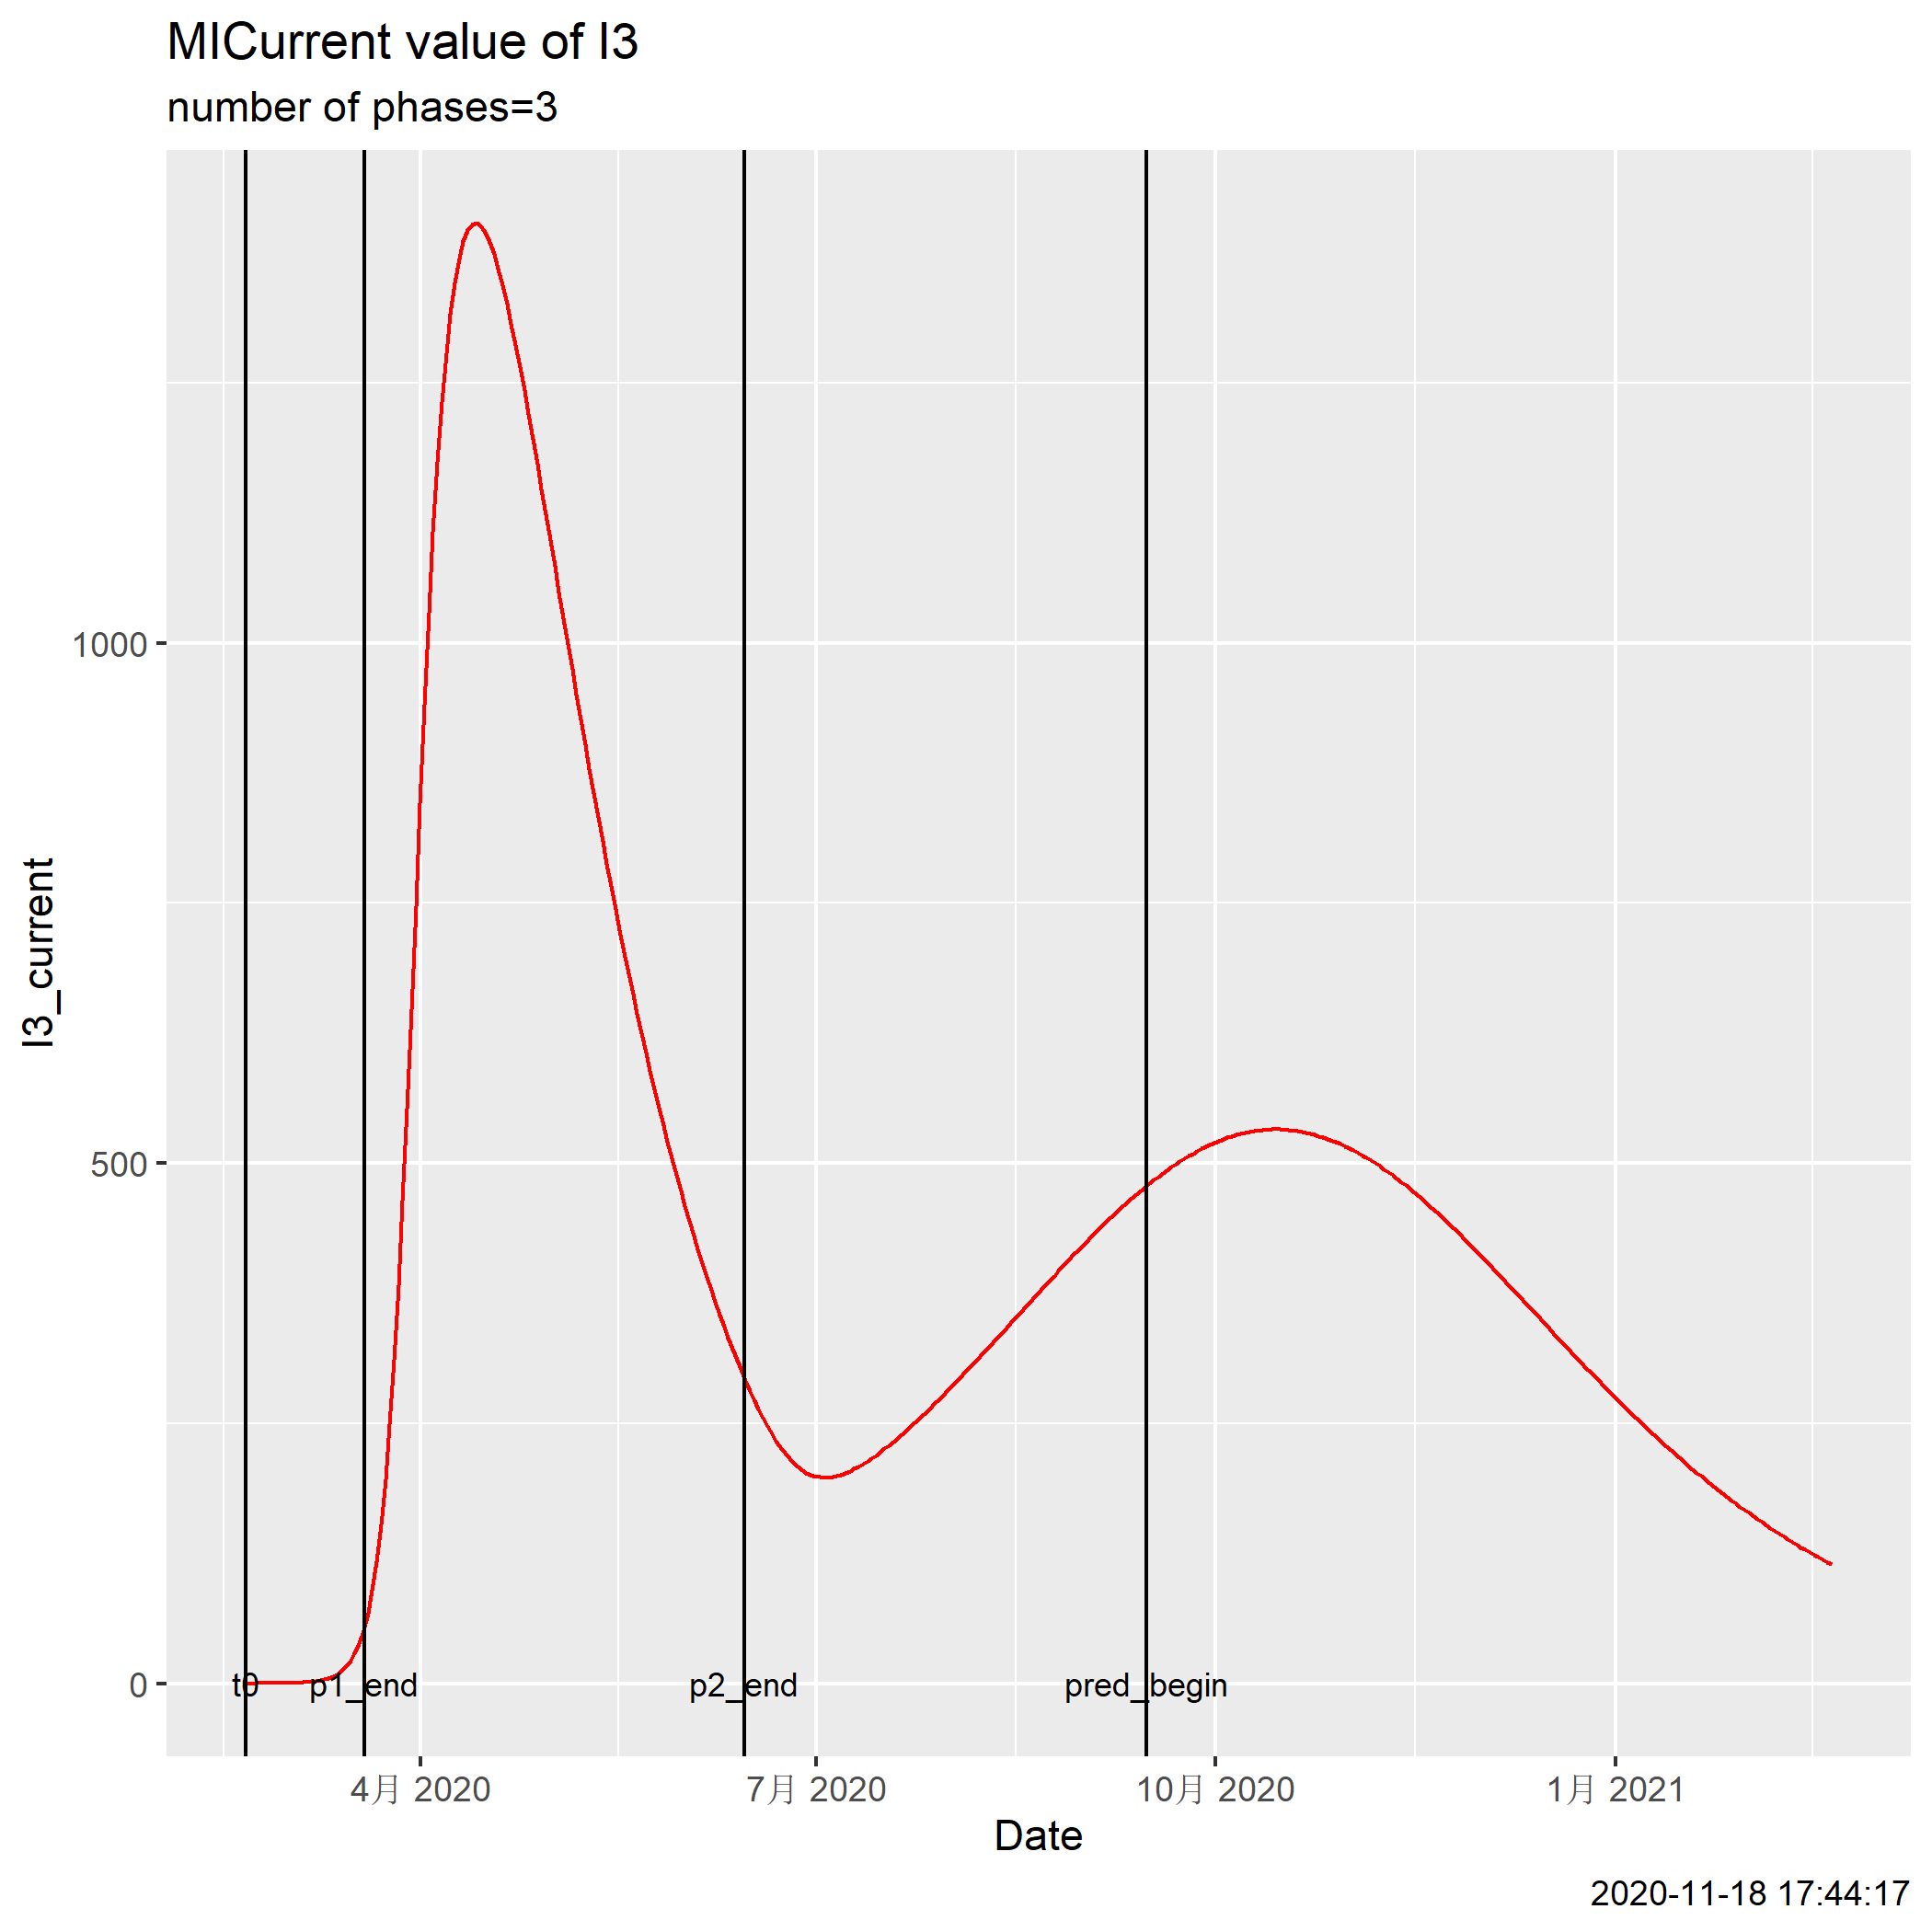 MICurrent value of I3
number of phases=3
I3_current
1000
500
0
t0 p1_end p2_end pred_begin
4月 2020 7月 2020 10月 2020 1月 2021
Date
2020-11-18 17:44:17